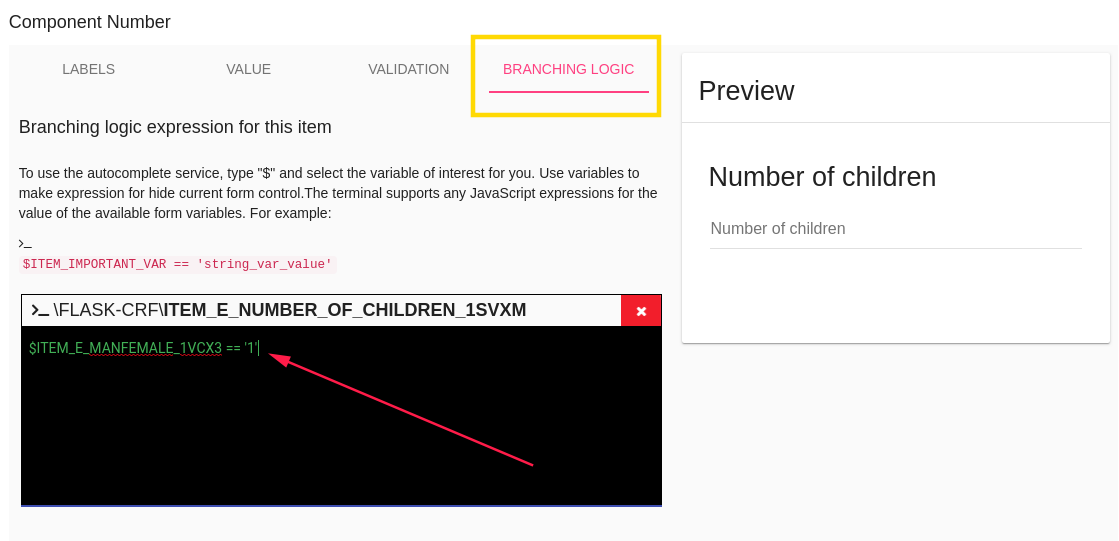 Component Number
LABELS VALUE VALIDATION BRANCHING LOGIC
Branching logic expression for this item
To use the autocomplete service, type "$" and select the variable of interest for you. Use variables to
make expression for hide current form control.The terminal supports any JavaScript expressions for the
value of the available form variables. For example:
>_
$ITEM_IMPORTANT_VAR == 'string_var_value'
>_ \FLASK-CRF\ITEM_E_NUMBER_OF_CHILDREN_1SVXM
$ITEM_E_MANFEMALE_1VCX3 == '1'
Preview
Number of children
Number of children